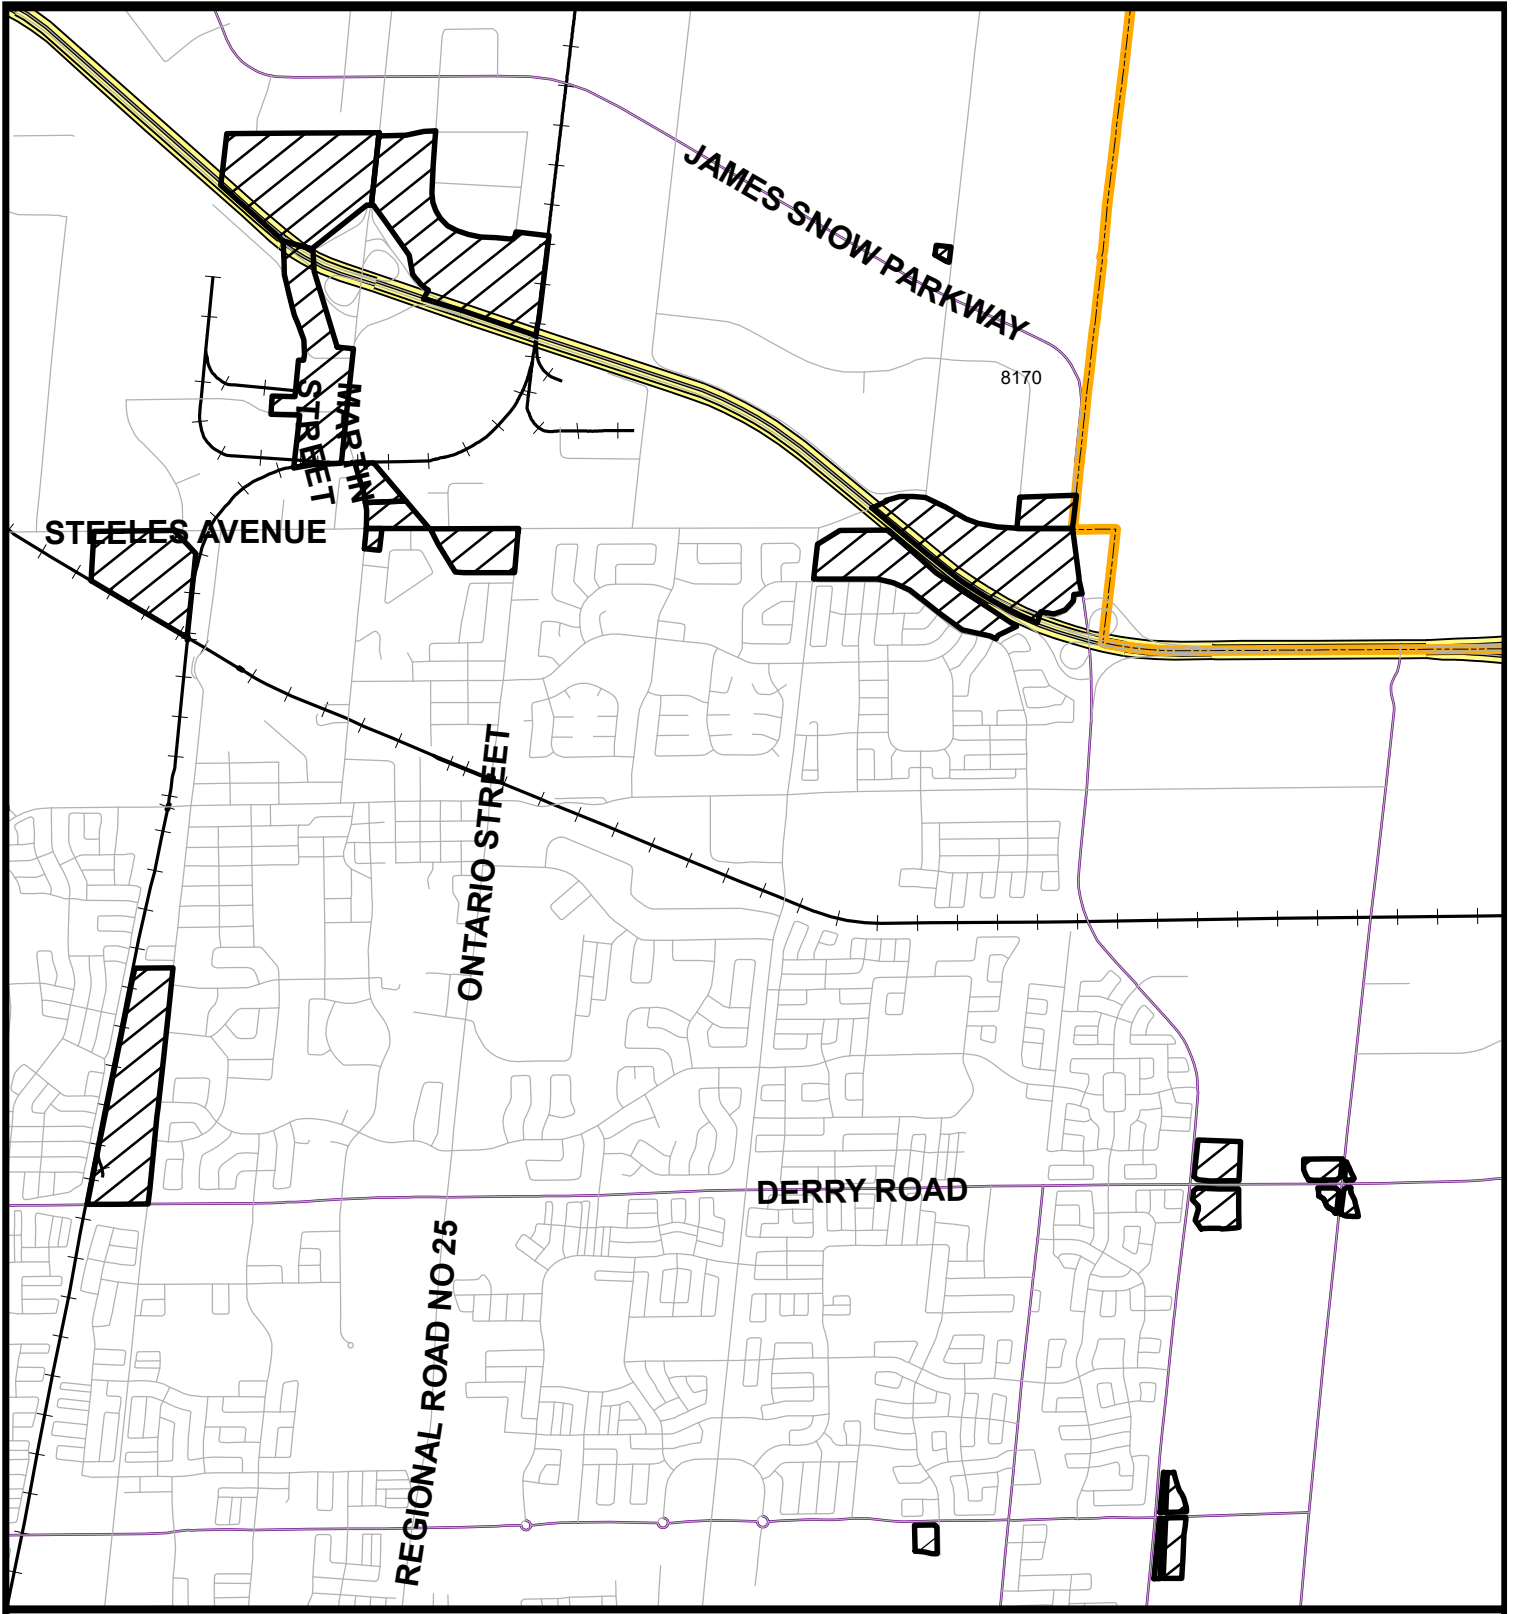 JAMES SNOW PARKWAY
8170
MARTIN
STREET
STEELES AVENUE
ONTARIO STREET
DERRY ROAD
REGIONAL ROAD NO 25